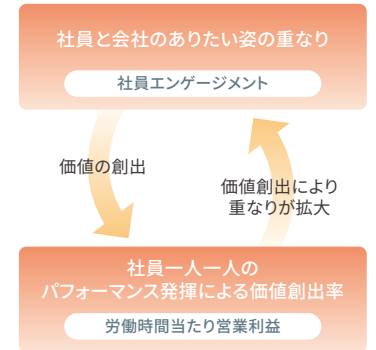 社員と会社のありたい姿の重なり
社員エンゲージメント
価値の創出
価値創出により
重なりが拡大
社員一人一人の
パフォーマンス発揮による価値創出率
労働時間当たり営業利益